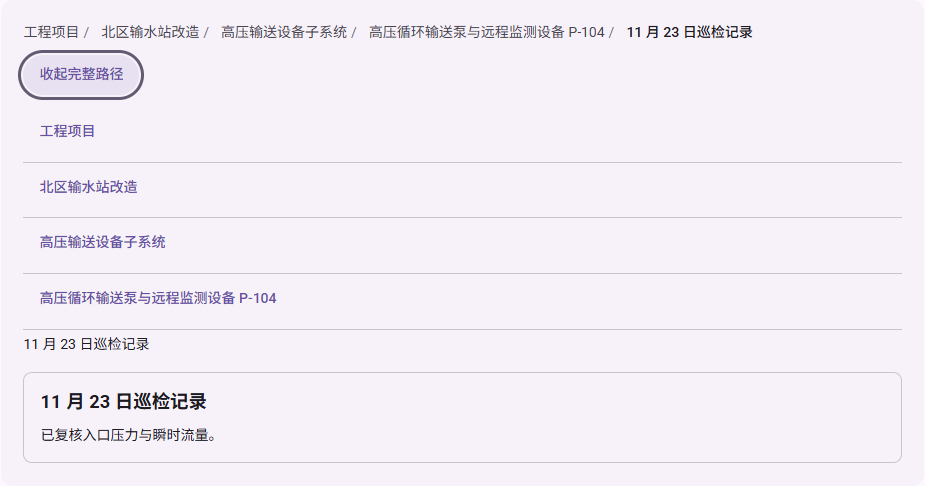 工程项目 / 北区输水站改造 / 高压输送设备子系统 / 高压循环输送泵与远程监测设备 P-104 / 11 月 23 日巡检记录
收起完整路径
工程项目
北区输水站改造
高压输送设备子系统
高压循环输送泵与远程监测设备 P-104
11 月 23 日巡检记录
11 月 23 日巡检记录
已复核入口压力与瞬时流量。